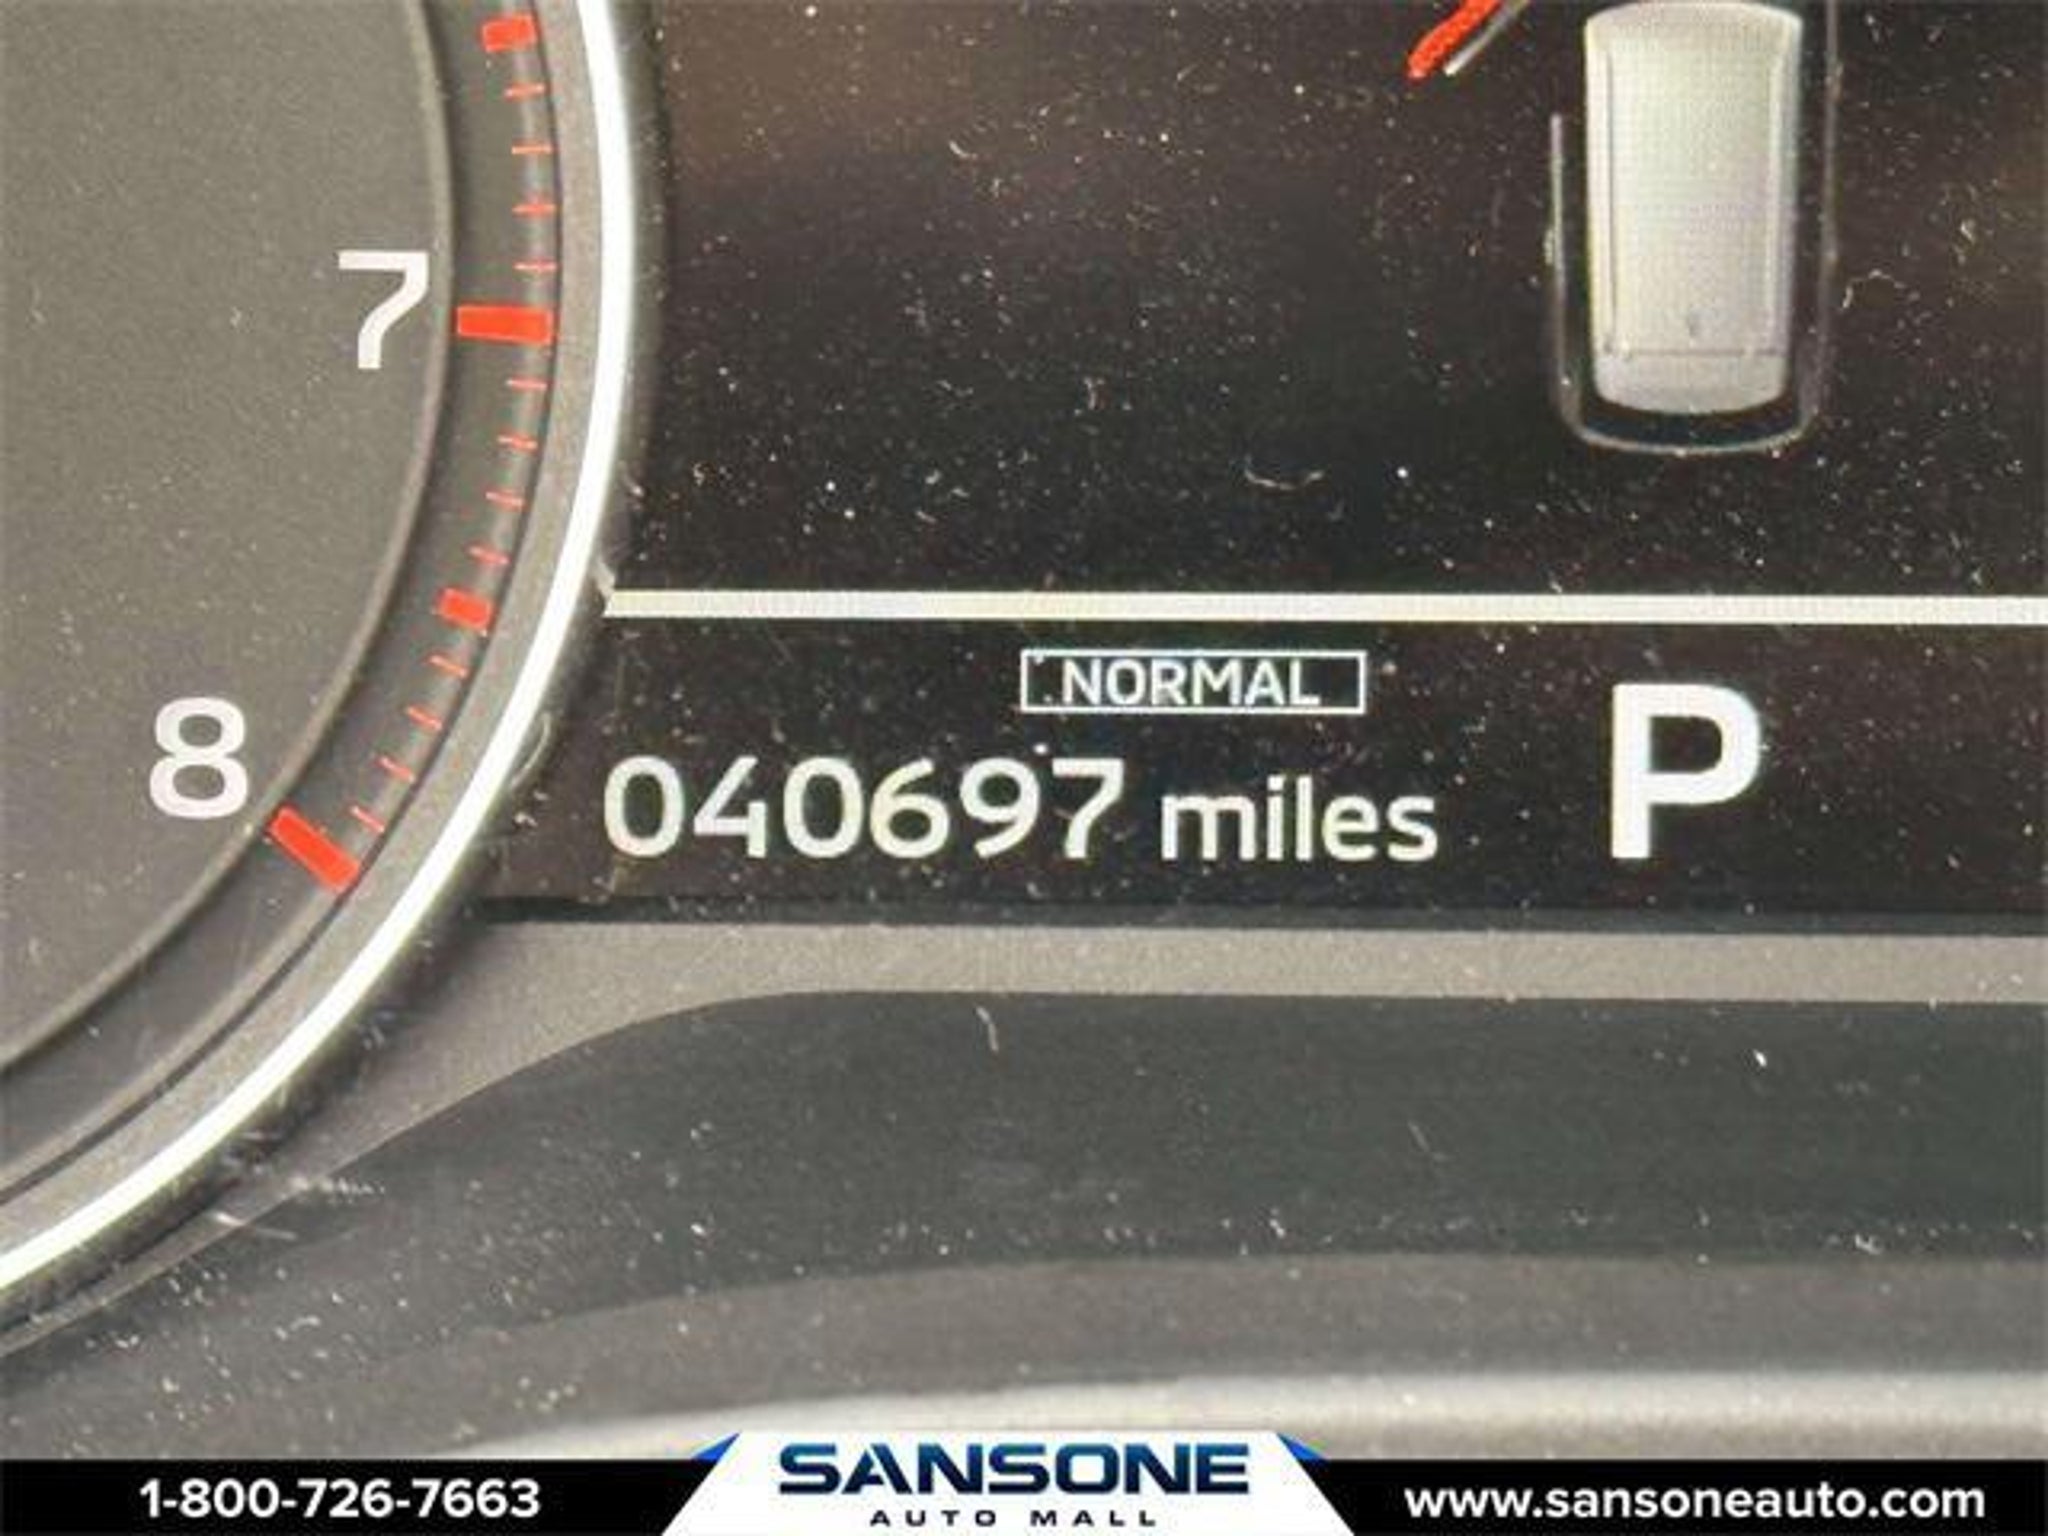 7
8
NORMAL
040697 miles
P
1-800-726-7663
SANSONE
AUTO MALL
www.sansoneauto.com